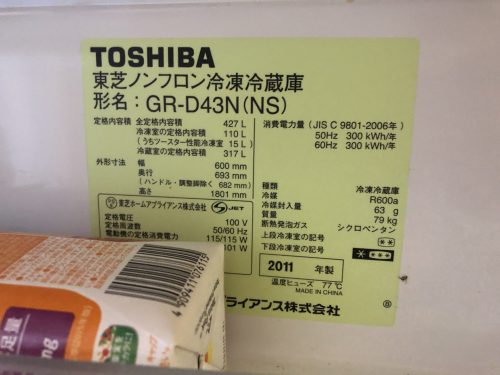 TOSHIBA
東芝ノンフロン冷凍冷蔵庫
形名：GR-D43N(NS)
定格内容積 全定格内容積 427 L
冷凍室の定格内容積 110 L
(うちツースター性能冷凍室 15 L)
冷蔵室の定格内容積 317 L
外形寸法 幅 600 mm
奥行 693 mm
(ハンドル・調整脚除く 682 mm)
高さ 1801 mm
東芝ホームアプライアンス株式会社 S JET
定格電圧 100 V
定格周波数 50/60 Hz
電動機の定格消費電力 115/115 W
101 W
消費電力量 (JIS C 9801-2006年)
50Hz 300 kWh/年
60Hz 300 kWh/年
種類 冷凍冷蔵庫
冷媒 R600a
冷媒封入量 63 g
質量 79 kg
断熱発泡ガス シクロペンタン
上段冷凍室の記号 **
下段冷凍室の記号 ****
2011 年製
温度ヒューズ 77℃
MADE IN CHINA
プライアンス株式会社 Ⓑ
4 909411 076115
足量
ng
キャップ